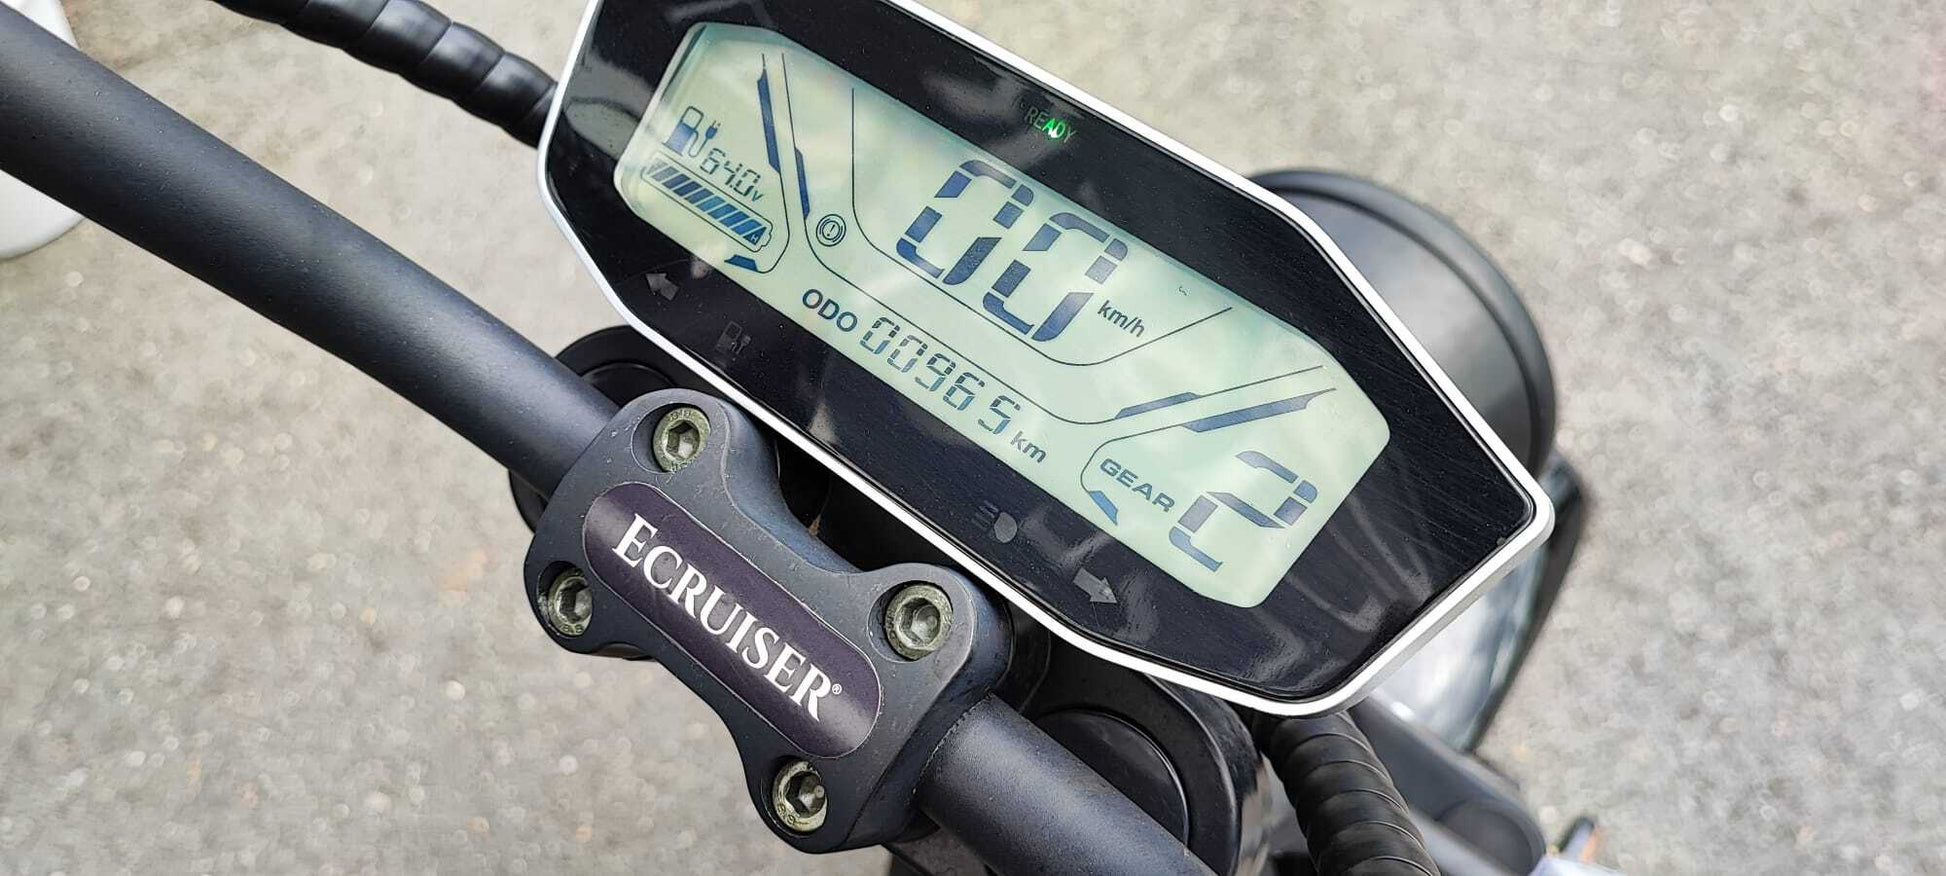 READY
64.0v
00 km/h
ODO 00965 km
GEAR 2
ECRUISER®